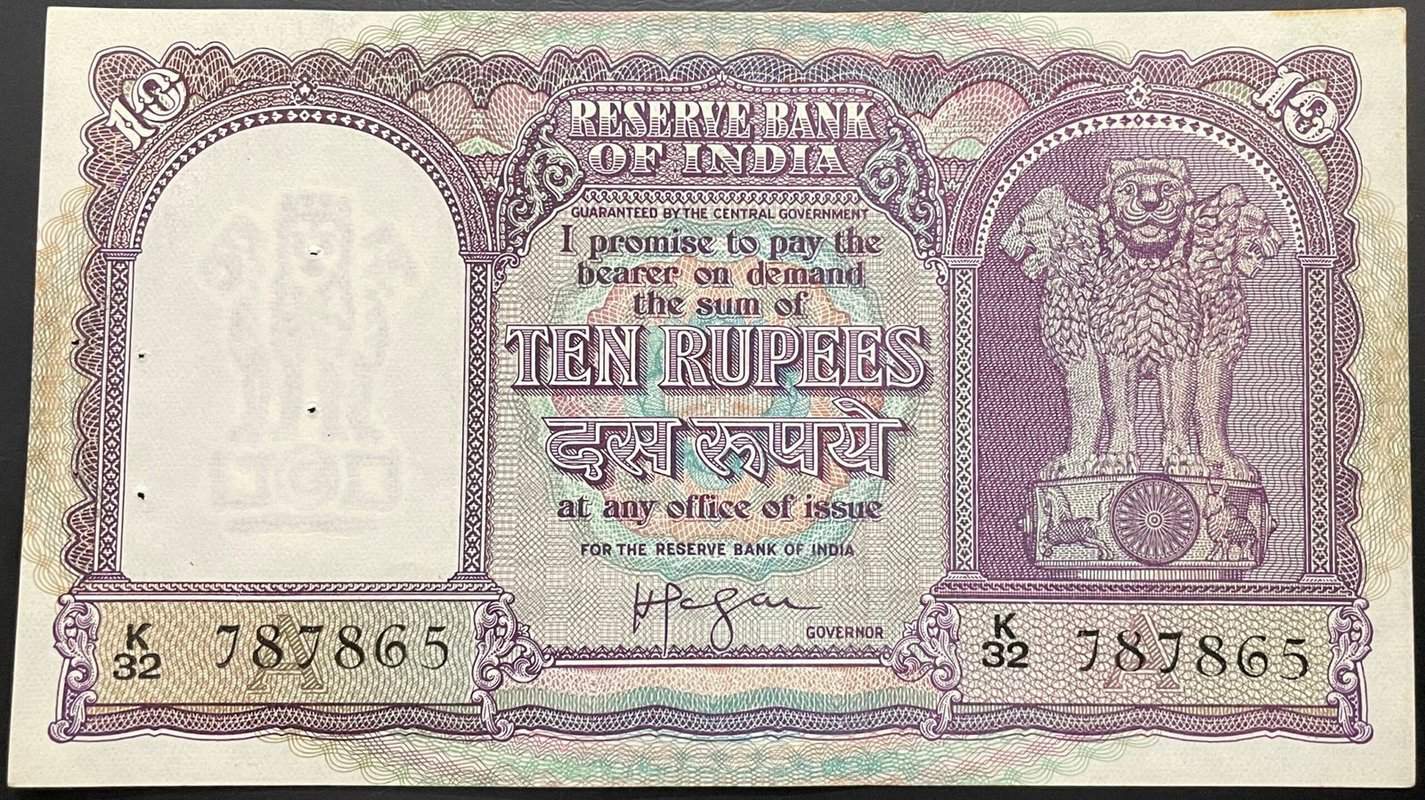 10
10
RESERVE BANK
OF INDIA
GUARANTEED BY THE CENTRAL GOVERNMENT
I promise to pay the
bearer on demand
the sum of
TEN RUPEES
दस रूपये
at any office of issue
FOR THE RESERVE BANK OF INDIA
GOVERNOR
K
32
A
787865
K
32
A
787865